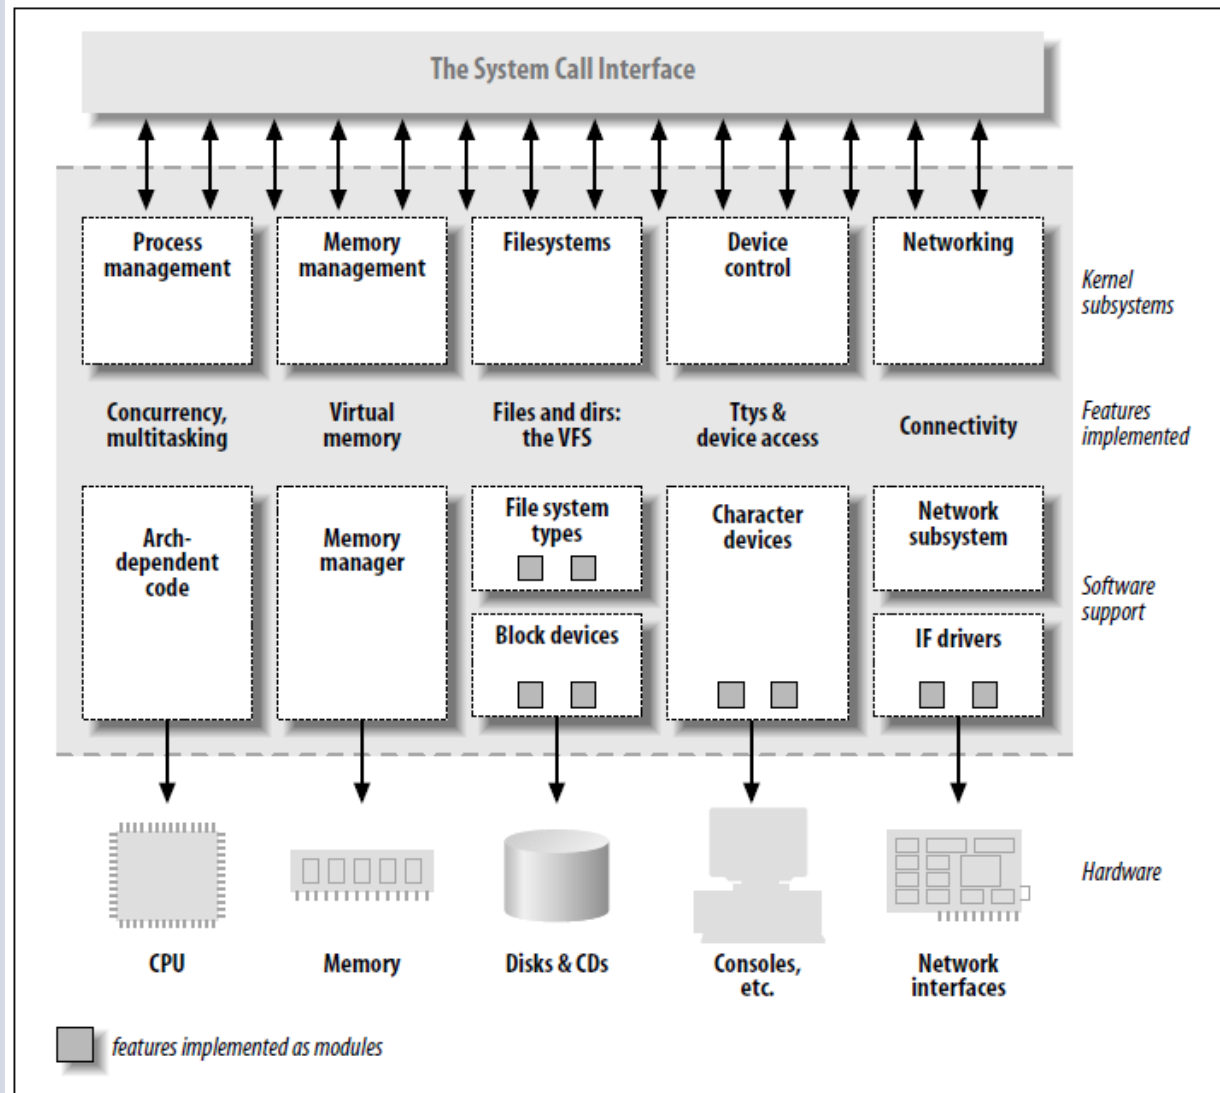 The System Call Interface
Process
management
Memory
management
Filesystems
Device
control
Networking
Kernel
subsystems
Concurrency,
multitasking
Virtual
memory
Files and dirs:
the VFS
Ttys &
device access
Connectivity
Features
implemented
Arch-
dependent
code
Memory
manager
File system
types
Block devices
Character
devices
Network
subsystem
IF drivers
Software
support
CPU
Memory
Disks & CDs
Consoles,
etc.
Network
interfaces
Hardware
features implemented as modules